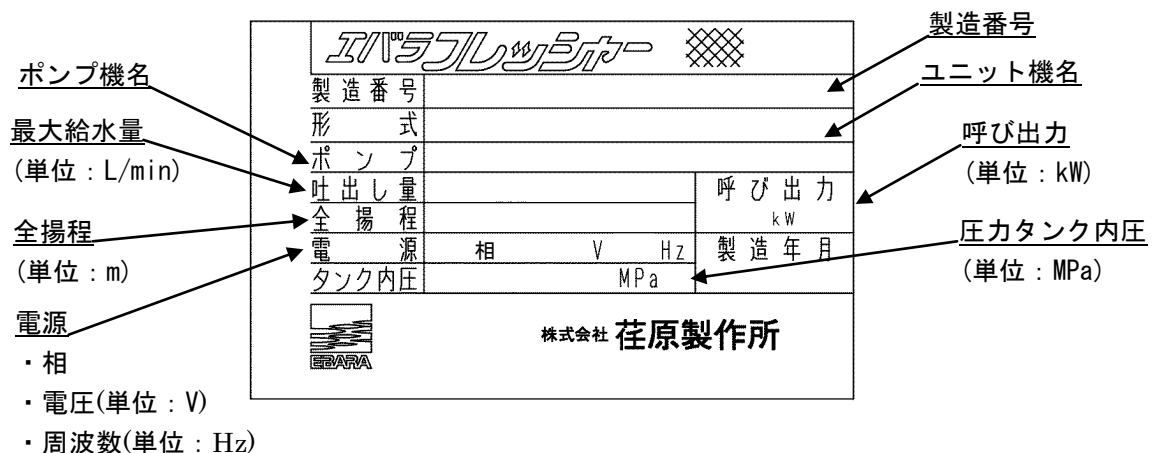 製造番号
エバラフレッシャー
ポンプ機名
ユニット機名
製造番号
最大給水量
(単位：L/min)
形式
呼び出力
(単位：kW)
ポンプ
吐出し量
呼び出力
kW
全揚程
(単位：m)
全揚程
圧力タンク内圧
(単位：MPa)
電源 相 V Hz
製造年月
タンク内圧 MPa
電源
・相
・電圧(単位：V)
・周波数(単位：Hz)
EBARA
株式会社 荏原製作所